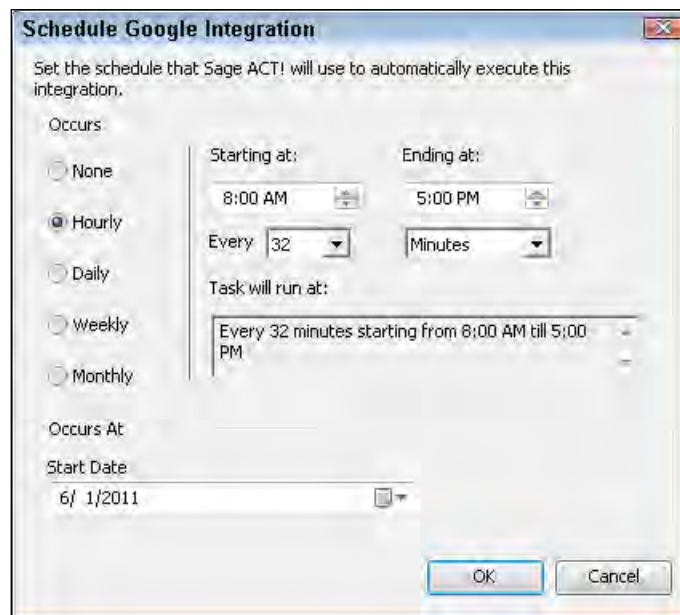 Schedule Google Integration
Set the schedule that Sage ACT! will use to automatically execute this
integration.
Occurs
None
Hourly
Daily
Weekly
Monthly
Starting at:
Ending at:
8:00 AM
5:00 PM
Every 32
Minutes
Task will run at:
Every 32 minutes starting from 8:00 AM till 5:00
PM
Occurs At
Start Date
6/ 1/2011
OK
Cancel